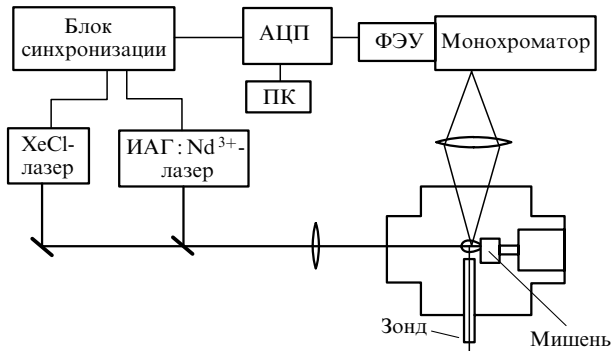 Блок
синхронизации
АЦП
ФЭУ
Монохроматор
ПК
XeCl-
лазер
ИАГ : Nd³⁺-
лазер
Зонд
Мишень